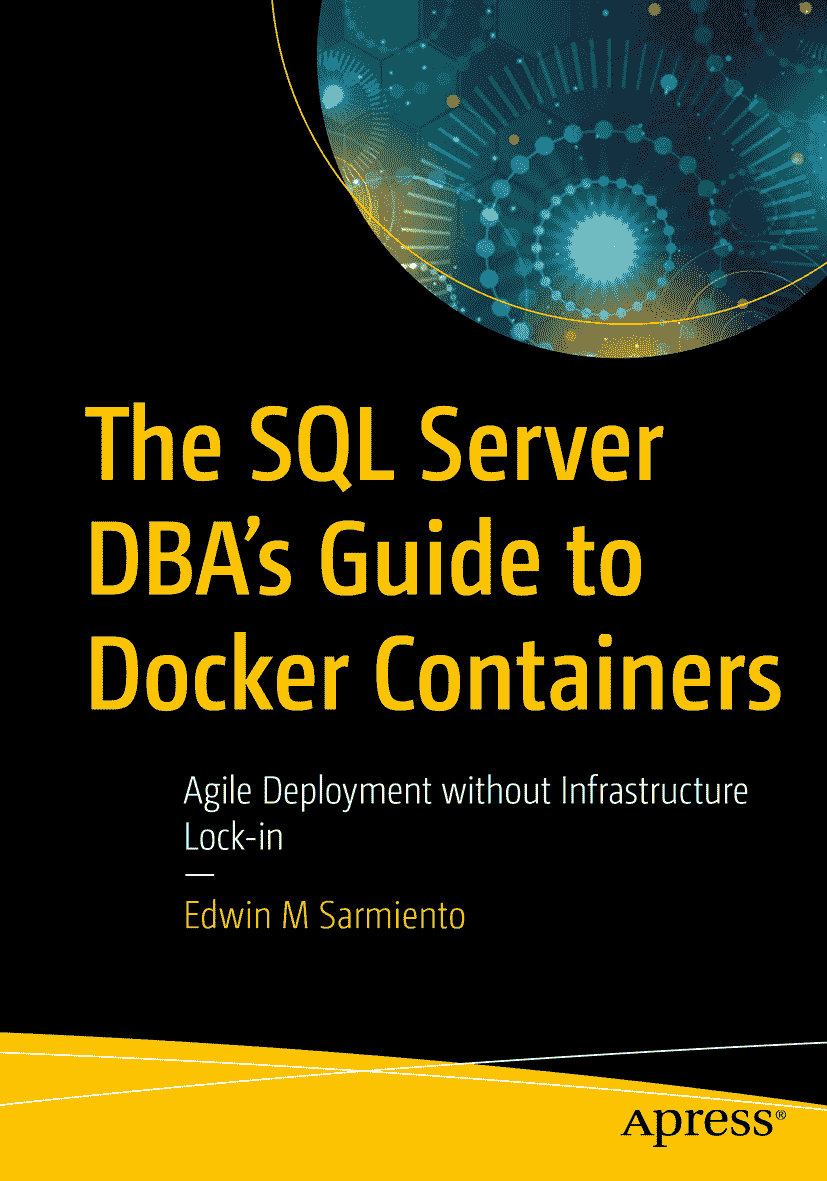 The SQL Server
DBA’s Guide to
Docker Containers
Agile Deployment without Infrastructure
Lock-in
—
Edwin M Sarmiento
Apress®